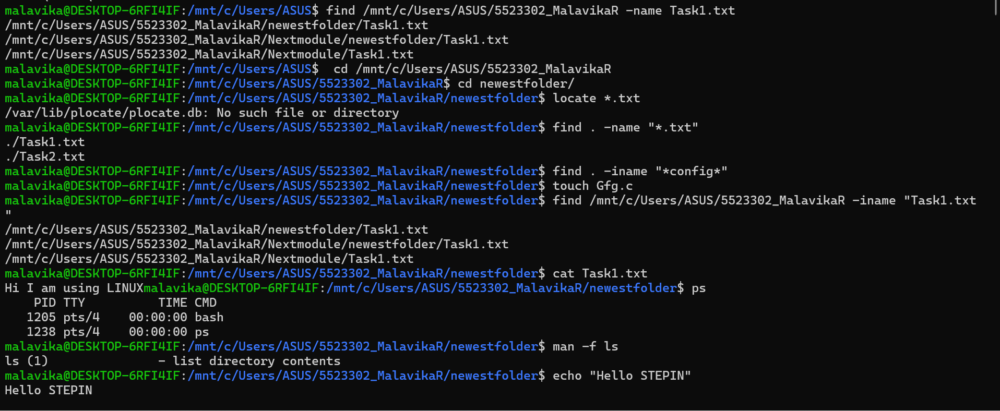 malavika@DESKTOP-6RFI4IF:/mnt/c/Users/ASUS$ find /mnt/c/Users/ASUS/5523302_MalavikaR -name Task1.txt
/mnt/c/Users/ASUS/5523302_MalavikaR/newestfolder/Task1.txt
/mnt/c/Users/ASUS/5523302_MalavikaR/Nextmodule/newestfolder/Task1.txt
/mnt/c/Users/ASUS/5523302_MalavikaR/Nextmodule/Task1.txt
malavika@DESKTOP-6RFI4IF:/mnt/c/Users/ASUS$  cd /mnt/c/Users/ASUS/5523302_MalavikaR
malavika@DESKTOP-6RFI4IF:/mnt/c/Users/ASUS/5523302_MalavikaR$ cd newestfolder/
malavika@DESKTOP-6RFI4IF:/mnt/c/Users/ASUS/5523302_MalavikaR/newestfolder$ locate *.txt
/var/lib/plocate/plocate.db: No such file or directory
malavika@DESKTOP-6RFI4IF:/mnt/c/Users/ASUS/5523302_MalavikaR/newestfolder$ find . -name "*.txt"
./Task1.txt
./Task2.txt
malavika@DESKTOP-6RFI4IF:/mnt/c/Users/ASUS/5523302_MalavikaR/newestfolder$ find . -iname "*config*"
malavika@DESKTOP-6RFI4IF:/mnt/c/Users/ASUS/5523302_MalavikaR/newestfolder$ touch Gfg.c
malavika@DESKTOP-6RFI4IF:/mnt/c/Users/ASUS/5523302_MalavikaR/newestfolder$ find /mnt/c/Users/ASUS/5523302_MalavikaR -iname "Task1.txt
"
/mnt/c/Users/ASUS/5523302_MalavikaR/newestfolder/Task1.txt
/mnt/c/Users/ASUS/5523302_MalavikaR/Nextmodule/newestfolder/Task1.txt
/mnt/c/Users/ASUS/5523302_MalavikaR/Nextmodule/Task1.txt
malavika@DESKTOP-6RFI4IF:/mnt/c/Users/ASUS/5523302_MalavikaR/newestfolder$ cat Task1.txt
Hi I am using LINUXmalavika@DESKTOP-6RFI4IF:/mnt/c/Users/ASUS/5523302_MalavikaR/newestfolder$ ps
    PID TTY          TIME CMD
   1205 pts/4    00:00:00 bash
   1238 pts/4    00:00:00 ps
malavika@DESKTOP-6RFI4IF:/mnt/c/Users/ASUS/5523302_MalavikaR/newestfolder$ man -f ls
ls (1)               - list directory contents
malavika@DESKTOP-6RFI4IF:/mnt/c/Users/ASUS/5523302_MalavikaR/newestfolder$ echo "Hello STEPIN"
Hello STEPIN